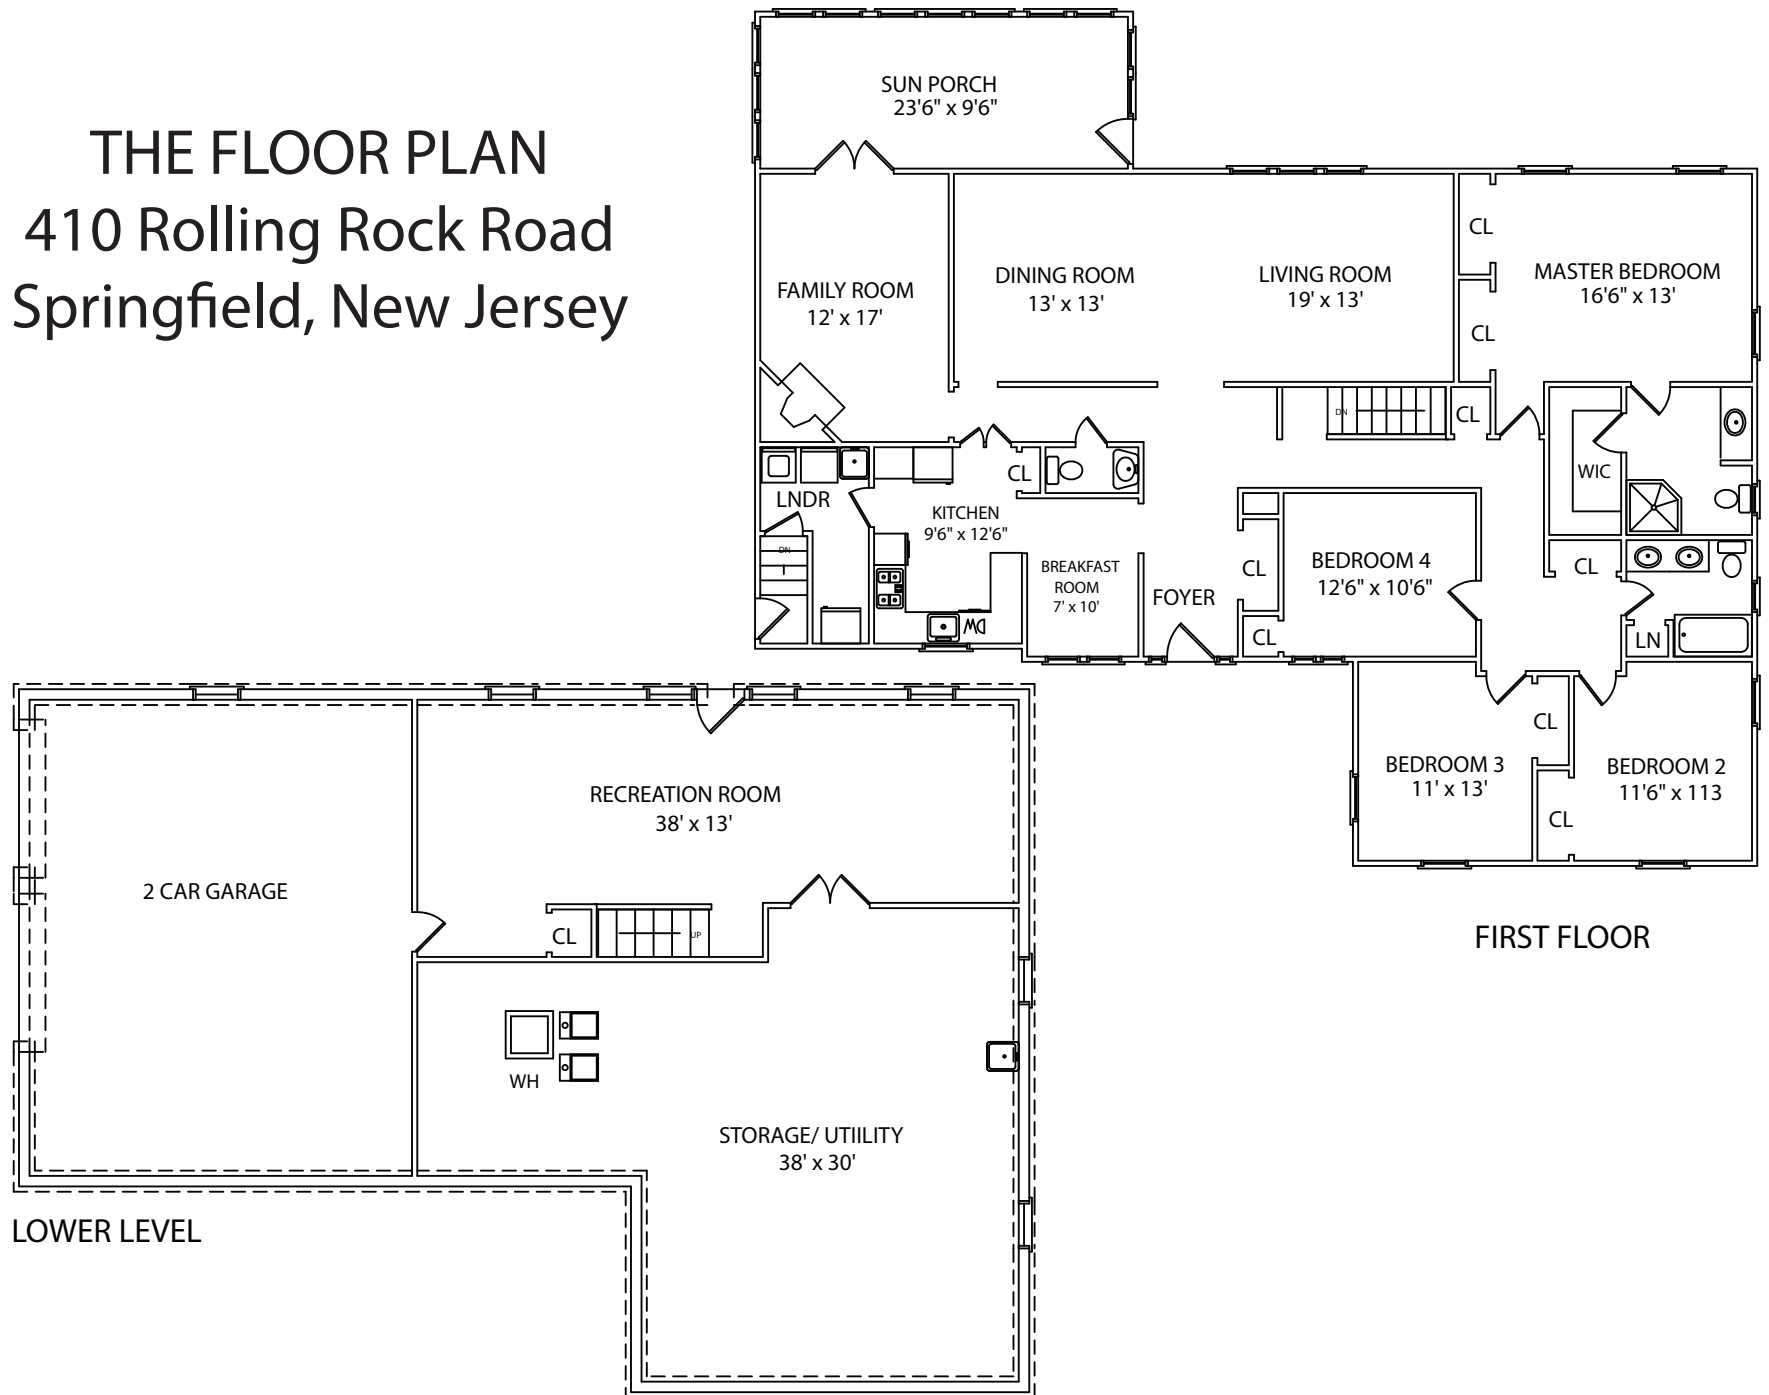 THE FLOOR PLAN
410 Rolling Rock Road
Springfield, New Jersey
SUN PORCH
23'6" x 9'6"
FAMILY ROOM
12' x 17'
DINING ROOM
13' x 13'
LIVING ROOM
19' x 13'
CL
CL
MASTER BEDROOM
16'6" x 13'
DN
CL
WIC
LNDR
DN
KITCHEN
9'6" x 12'6"
CL
DW
BREAKFAST
ROOM
7' x 10'
FOYER
CL
CL
BEDROOM 4
12'6" x 10'6"
CL
LN
BEDROOM 3
11' x 13'
CL
CL
BEDROOM 2
11'6" x 113
FIRST FLOOR
RECREATION ROOM
38' x 13'
2 CAR GARAGE
CL
UP
WH
STORAGE/ UTIILITY
38' x 30'
LOWER LEVEL